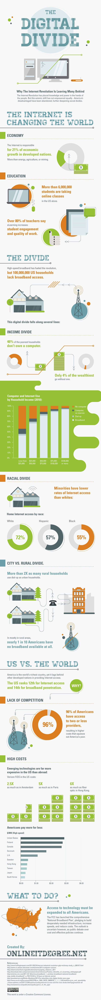 THE
DIGITAL
DIVIDE
Why The Internet Revolution Is Leaving Many Behind
The Internet Revolution has placed knowledge and power in the hands of
the people. But this seismic shift has not empowered equally - America's
disadvantaged have been abandoned, further deepening social divides.
THE INTERNET IS
CHANGING THE WORLD
ECONOMY
The Internet is responsible
for 21% of economic
growth in developed nations.
More than energy, agriculture, or mining.
EDUCATION
More than 6,000,000
students are taking
online classes
in the US alone.
Over 80% of teachers say
eLearning increases
student engagement
and quality of work.
THE DIVIDE
High-speed broadband has fueled the revolution,
but 100,000,000 US households
lack broadband access.
This digital divide falls along several lines:
INCOME DIVIDE
46% of the poorest households
don't own a computer.
Only 4% of the wealthiest
go without one.
Computer and Internet Use
by Household Income (2010):
100%
90%
80%
70%
60%
50%
40%
30%
20%
10%
0%
No computer
Computer,
no internet
Dial-up
Broadband
Less than $25,000
$25,000 - $50,000
$50,000 - $75,000
$75,000 - $100,000
$100,000 or more
RACIAL DIVIDE
Minorities have lower
rates of Internet access
than whites:
Home Internet access by race:
White Hispanic Black
72% 57% 55%
CITY VS. RURAL DIVIDE.
More than 2X as many rural households
use dial-up as urban households.
In mostly rural areas,
nearly 1 in 10 Americans have
no broadband available at all.
US VS. THE WORLD
America is the world's richest country, yet it lags behind
other developed nations in providing Internet access.
The US ranks 12th for Internet access
and 14th for broadband penetration.
WHY?
LACK OF COMPETITION
96%
96% of Americans
have access
to two or less
providers,
resulting in higher
costs that squeeze
out America's poor.
HIGH COSTS
Emerging technologies are far more
expensive in the US than abroad:
Verizon FiOS in the US costs:
2.5X
as much as in Amsterdam
5X
as much as in Paris
6X
as much as fiber
optic in Hong Kong.
Americans pay more for less:
$/MB (High speed)
United States
Finland
Canada
Denmark
U.K.
Sweden
Hong Kong
Taiwan
Japan
South Korea
$0.00 $1.00 $2.00 $3.00 $4.00
WHAT TO DO?
Access to technology must be
expanded to all Americans.
The FCC has launched the comprehensive
'National Broadband Plan', pledging to build
desperately needed infrastructure, increase
speeds, and reduce costs. The outlook is
uncertain however, as public debate over
cost and effective policies continue.
Created By:
ONLINEITDEGREE.NET
References:
This work is under a Creative Commons License.